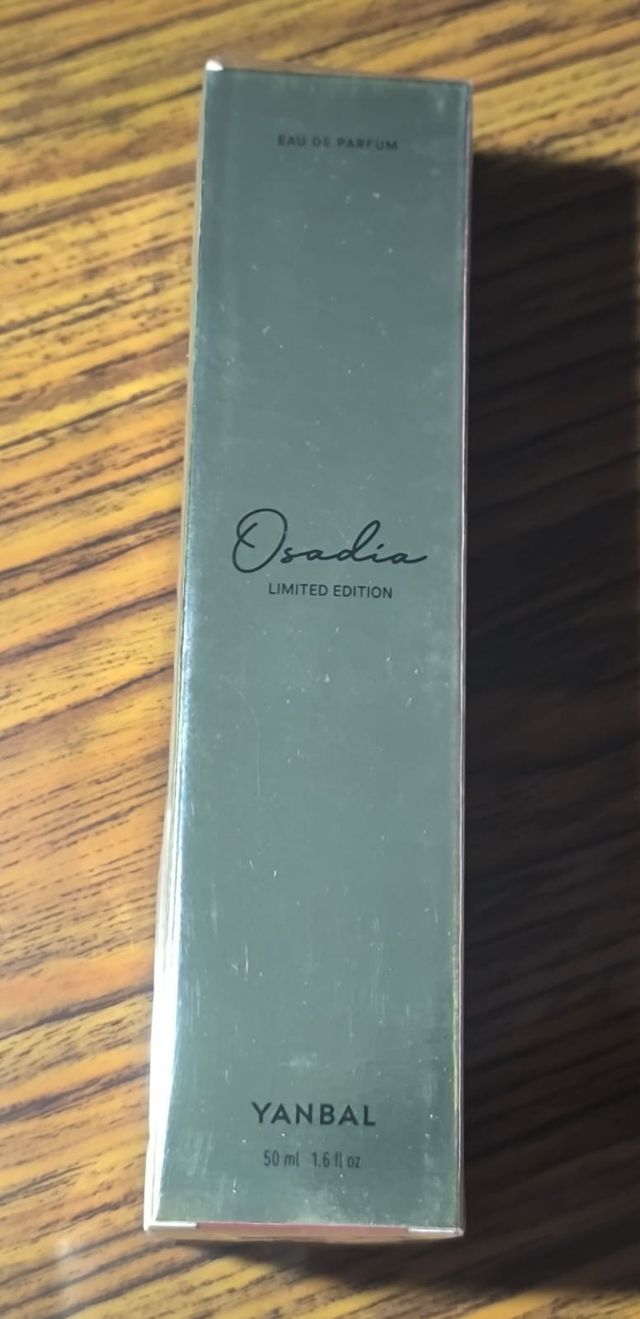 EAU DE PARFUM
Osadia
LIMITED EDITION
YANBAL
50 ml 1.6 fl oz